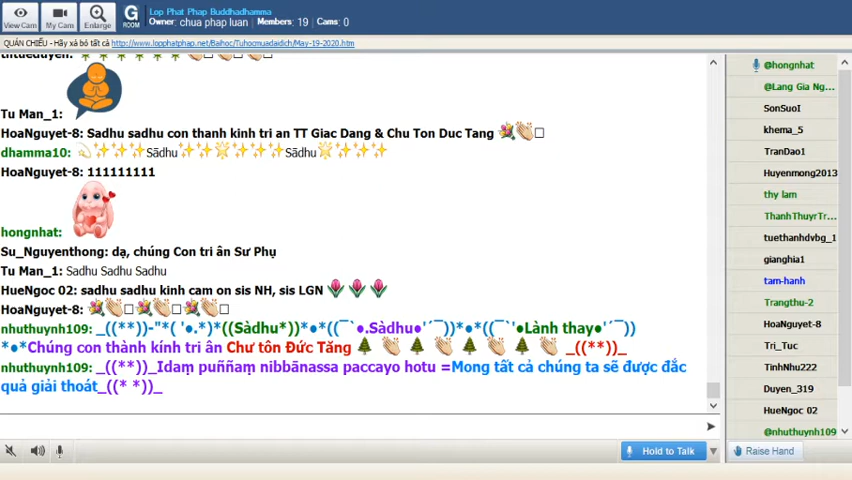 View Cam
My Cam
Enlarge
G
ROOM
Lop Phat Phap Buddhadhamma
Owner: chua phap luan Members: 19 Cams: 0
QUÁN CHIẾU - Hãy xả bỏ tất cả http://www.lopphatphap.net/Baihoc/Tuhocmuadaidich/May-19-2020.htm
Tu Man_1:
HoaNguyet-8: Sadhu sadhu con thanh kinh tri an TT Giac Dang & Chu Ton Duc Tang 💐👏□
dhamma10: 💫✨✨✨Sādhu✨✨🌟✨✨✨✨Sādhu🌟✨✨✨
HoaNguyet-8: 111111111
hongnhat:
Su_Nguyenthong: dạ, chúng Con tri ân Sư Phụ
Tu Man_1: Sadhu Sadhu Sadhu
HueNgoc 02: sadhu sadhu kinh cam on sis NH, sis LGN 🌷🌷🌷
HoaNguyet-8: 💐👏□💐👏□💐👏□
nhuthuynh109: _((**))-"*( '●.*)*((Sàdhu*))*●*((¯`●.Sàdhu●'´¯))*●*((¯`'●Lành thay●'´¯))
*●*Chúng con thành kính tri ân Chư tôn Đức Tăng 🌲 👏 🌲 👏 🌲 👏 🌲 👏 _((**))_
nhuthuynh109: _((**))_Idaṃ puññaṃ nibbānassa paccayo hotu =Mong tất cả chúng ta sẽ được đắc
quả giải thoát_((* *))_
Hold to Talk
Raise Hand
@hongnhat
@Lang Gia Ng...
SonSuoI
khema_5
TranDao1
Huyenmong2013
thy lam
ThanhThuyrTr...
tuethanhdvbg_1
gianghia1
tam-hanh
Trangthu-2
HoaNguyet-8
Tri_Tuc
TinhNhu222
Duyen_319
HueNgoc 02
@nhuthuynh109